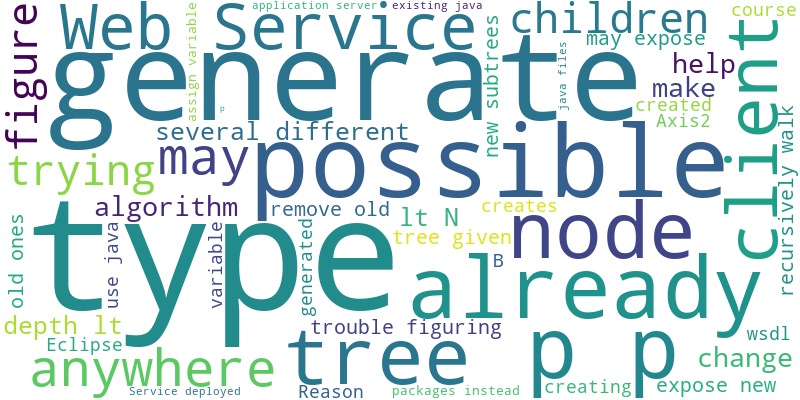 application server
existing java
course
figure
Web Service
assign variable
children
generate
may expose
new subtrees
java files
help
make
created
Axis2
client
p
several different
trying
may
possible
recursively walk
algorithm
remove old
lt N
creates
node
type
tree given
old ones
use java
variable
generated
B
already
depth lt
trouble figuring
wsdl
Eclipse
tree
p p
change
anywhere
Service deployed
Reason
packages instead
creating
expose new